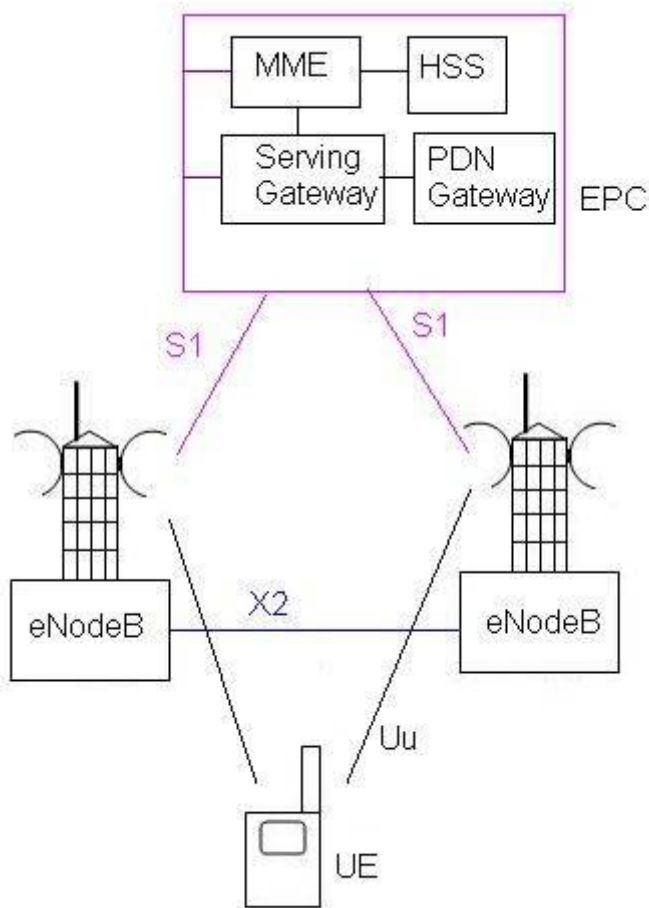 MME
HSS
Serving
Gateway
PDN
Gateway
EPC
S1
S1
eNodeB
X2
eNodeB
Uu
UE